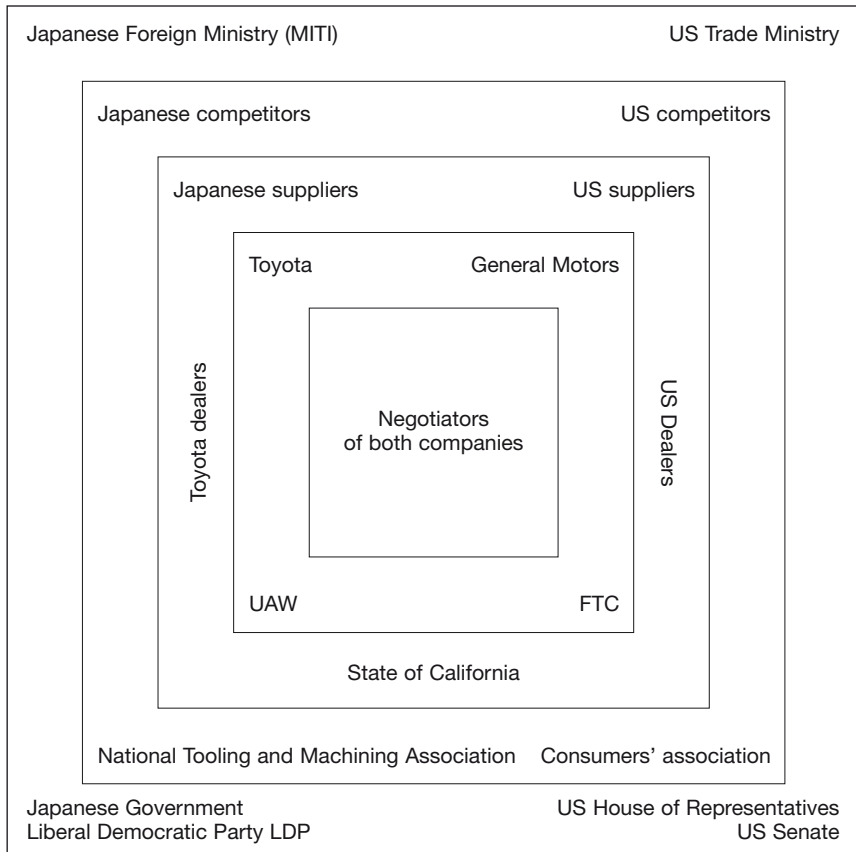 Japanese Foreign Ministry (MITI)
US Trade Ministry
Japanese competitors
US competitors
Japanese suppliers
US suppliers
Toyota
General Motors
Toyota dealers
Negotiators
of both companies
US Dealers
UAW
FTC
State of California
National Tooling and Machining Association
Consumers’ association
Japanese Government
Liberal Democratic Party LDP
US House of Representatives
US Senate